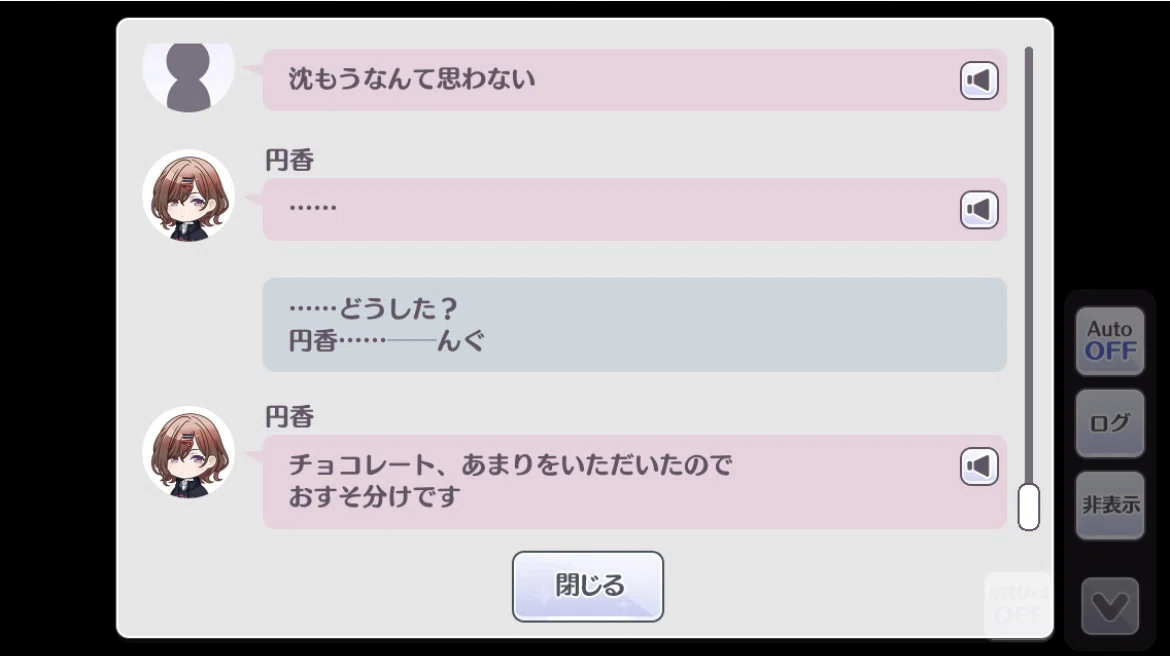 沈もうなんて思わない
円香
⋯⋯
⋯⋯どうした？
円香⋯⋯──んぐ
円香
チョコレート、あまりをいただいたので
おすそ分けです
閉じる
Auto
OFF
ログ
非表示
OFF